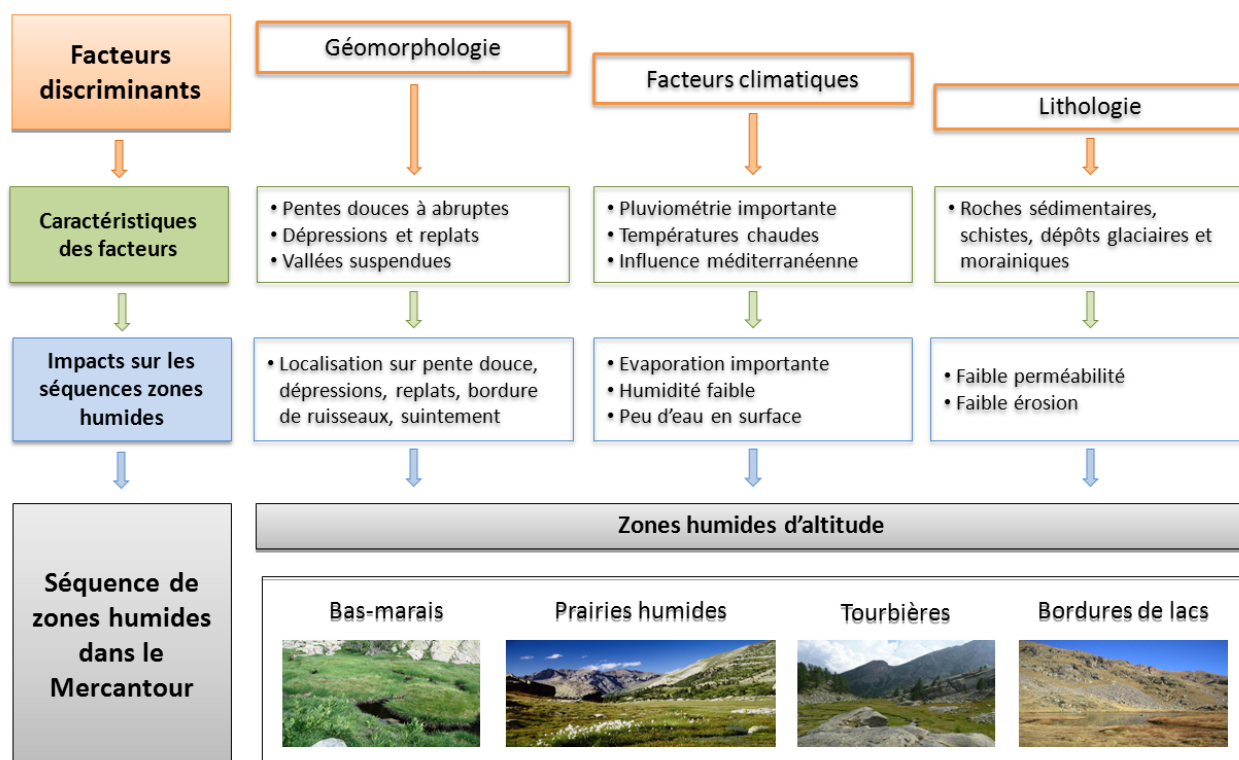 Facteurs
discriminants
Géomorphologie
Facteurs climatiques
Lithologie
Caractéristiques
des facteurs
• Pentes douces à abruptes
• Dépressions et replats
• Vallées suspendues
• Pluviométrie importante
• Températures chaudes
• Influence méditerranéenne
• Roches sédimentaires,
schistes, dépôts glaciaires et
morainiques
Impacts sur les
séquences zones
humides
• Localisation sur pente douce,
dépressions, replats, bordure
de ruisseaux, suintement
• Evaporation importante
• Humidité faible
• Peu d'eau en surface
• Faible perméabilité
• Faible érosion
Séquence de
zones humides
dans le
Mercantour
Zones humides d'altitude
Bas-marais
Prairies humides
Tourbières
Bordures de lacs